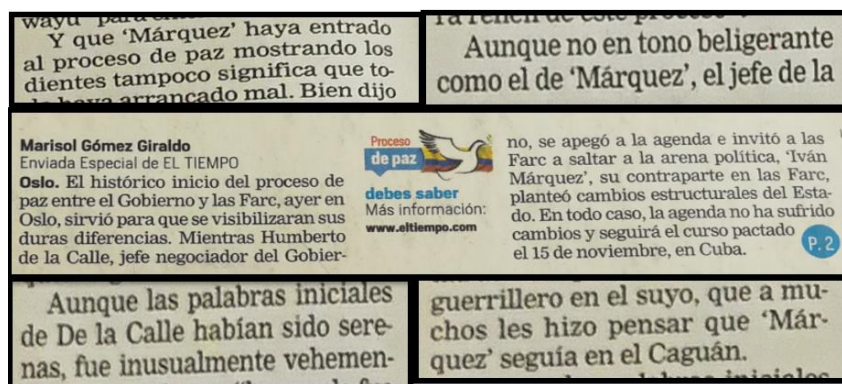 wayu
Y que 'Márquez' haya entrado
al proceso de paz mostrando los
dientes tampoco significa que to-
haya arrancado mal. Bien dijo
Aunque no en tono beligerante
como el de 'Márquez', el jefe de la
Marisol Gómez Giraldo
Enviada Especial de EL TIEMPO
Oslo. El histórico inicio del proceso de
paz entre el Gobierno y las Farc, ayer en
Oslo, sirvió para que se visibilizaran sus
duras diferencias. Mientras Humberto
de la Calle, jefe negociador del Gobier-
Proceso
de paz
debes saber
Más información:
www.eltiempo.com
no, se apegó a la agenda e invitó a las
Farc a saltar a la arena política, 'Iván
Márquez', su contraparte en las Farc,
planteó cambios estructurales del Esta-
do. En todo caso, la agenda no ha sufrido
cambios y seguirá el curso pactado
el 15 de noviembre, en Cuba.
P. 2
Aunque las palabras iniciales
de De la Calle habían sido sere-
nas, fue inusualmente vehemen-
guerrillero en el suyo, que a mu-
chos les hizo pensar que 'Már-
quez' seguía en el Caguán.